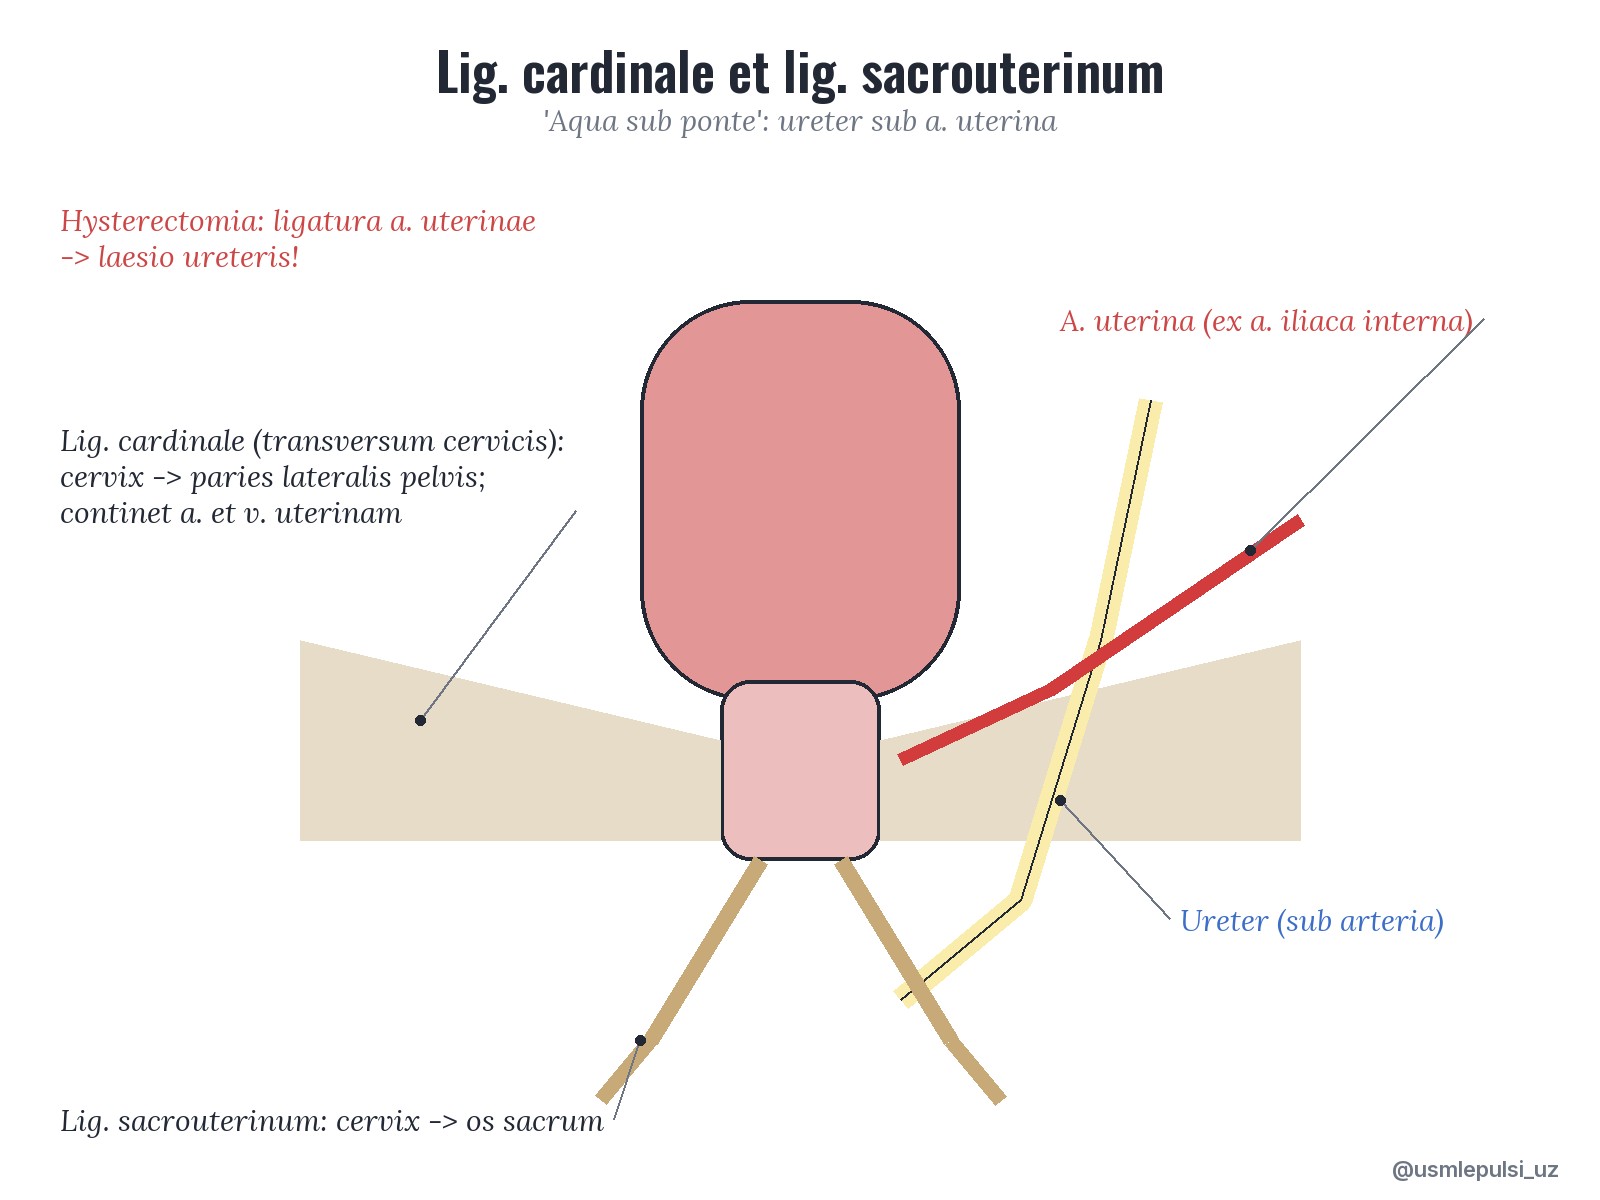 Lig. cardinale et lig. sacrouterinum
'Aqua sub ponte': ureter sub a. uterina
Hysterectomia: ligatura a. uterinae
-> laesio ureteris!
A. uterina (ex a. iliaca interna)
Lig. cardinale (transversum cervicis):
cervix -> paries lateralis pelvis;
continet a. et v. uterinam
Ureter (sub arteria)
Lig. sacrouterinum: cervix -> os sacrum
@usmlepulsi_uz